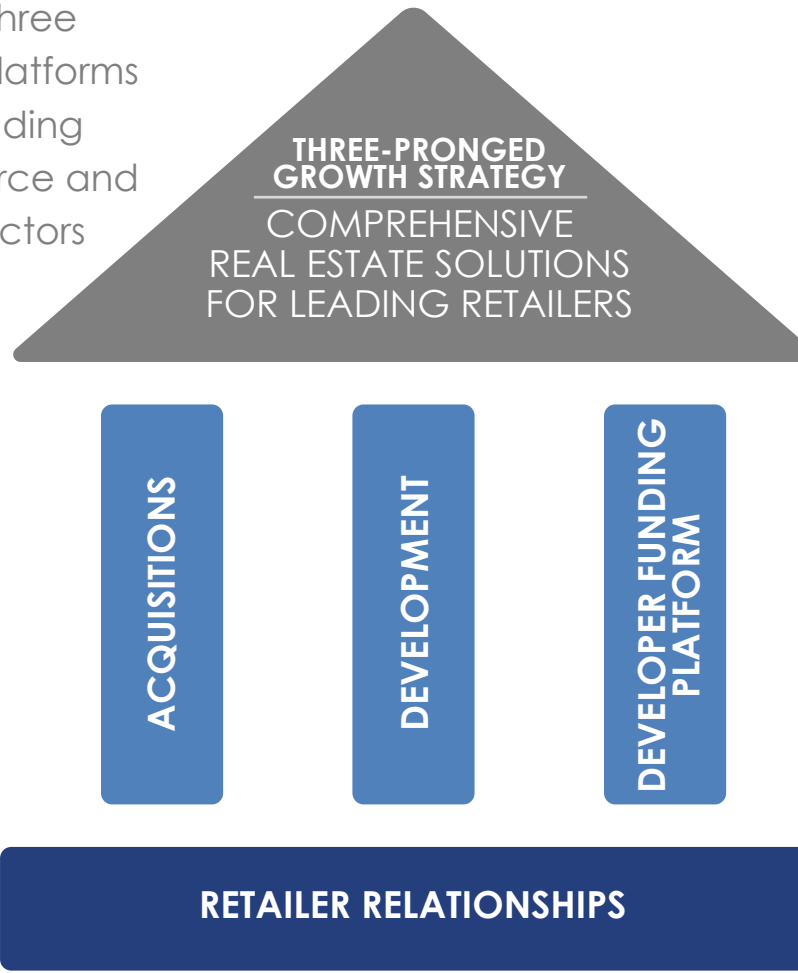 hree
latforms
ding
rce and
ctors
THREE-PRONGED
GROWTH STRATEGY
COMPREHENSIVE
REAL ESTATE SOLUTIONS
FOR LEADING RETAILERS
ACQUISITIONS
DEVELOPMENT
DEVELOPER FUNDING
PLATFORM
RETAILER RELATIONSHIPS